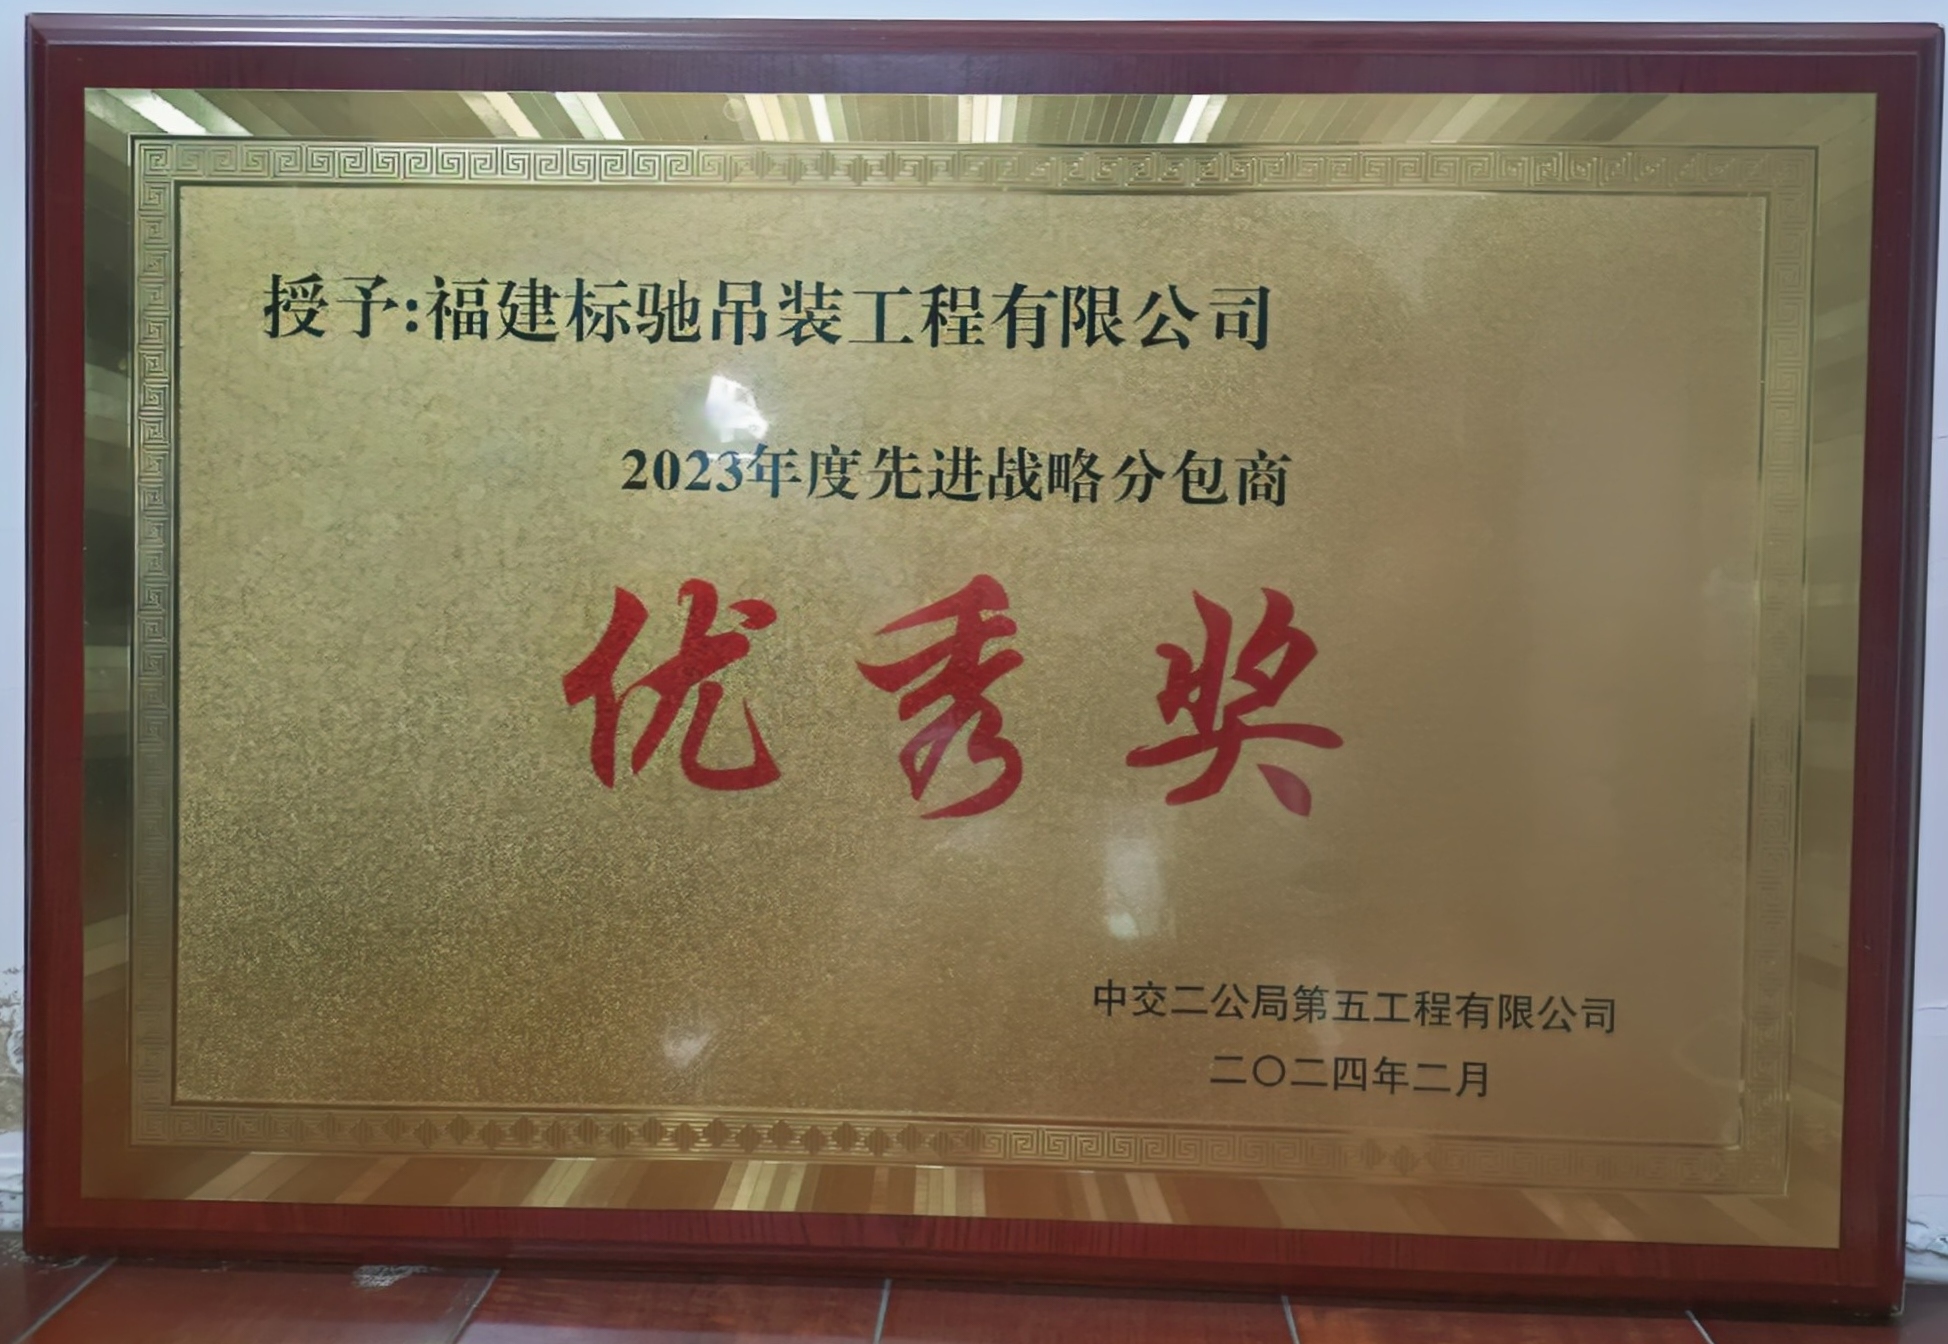 授予:福建标驰吊装工程有限公司
2023年度先进战略分包商
优秀奖
中交二公局第五工程有限公司
二〇二四年二月